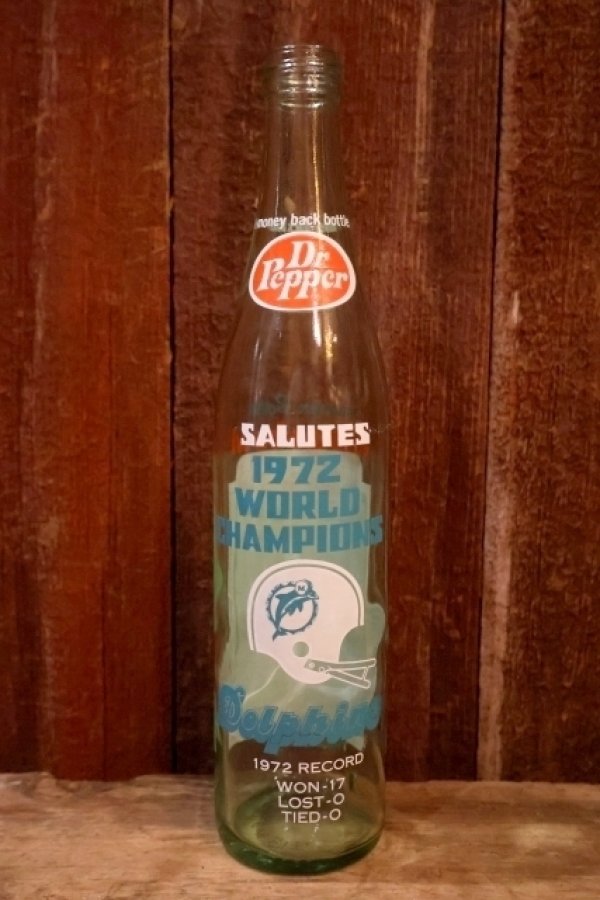 money back bottle
Dr
Pepper
SALUTES
1972
WORLD
CHAMPIONS
M
Dolphins
1972 RECORD
WON-17
LOST-0
TIED-0